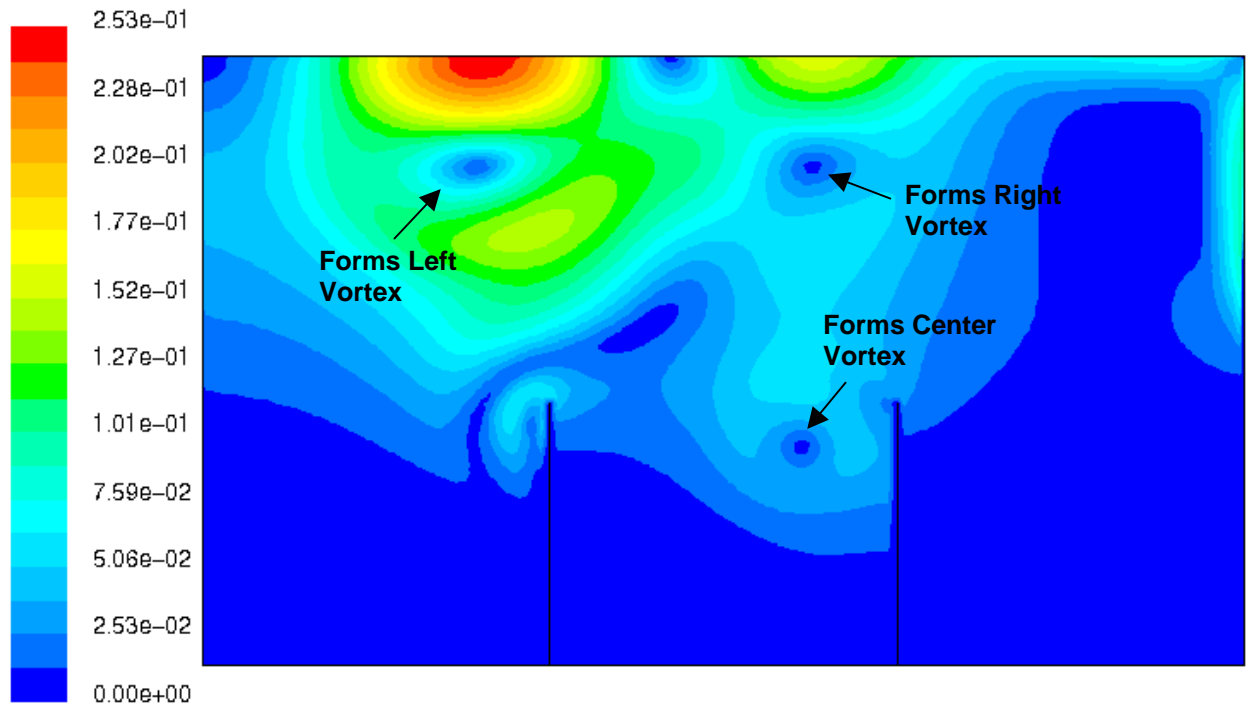 2.53e-01
2.28e-01
2.02e-01
1.77e-01
1.52e-01
1.27e-01
1.01e-01
7.59e-02
5.06e-02
2.53e-02
0.00e+00
Forms Left
Vortex
Forms Right
Vortex
Forms Center
Vortex